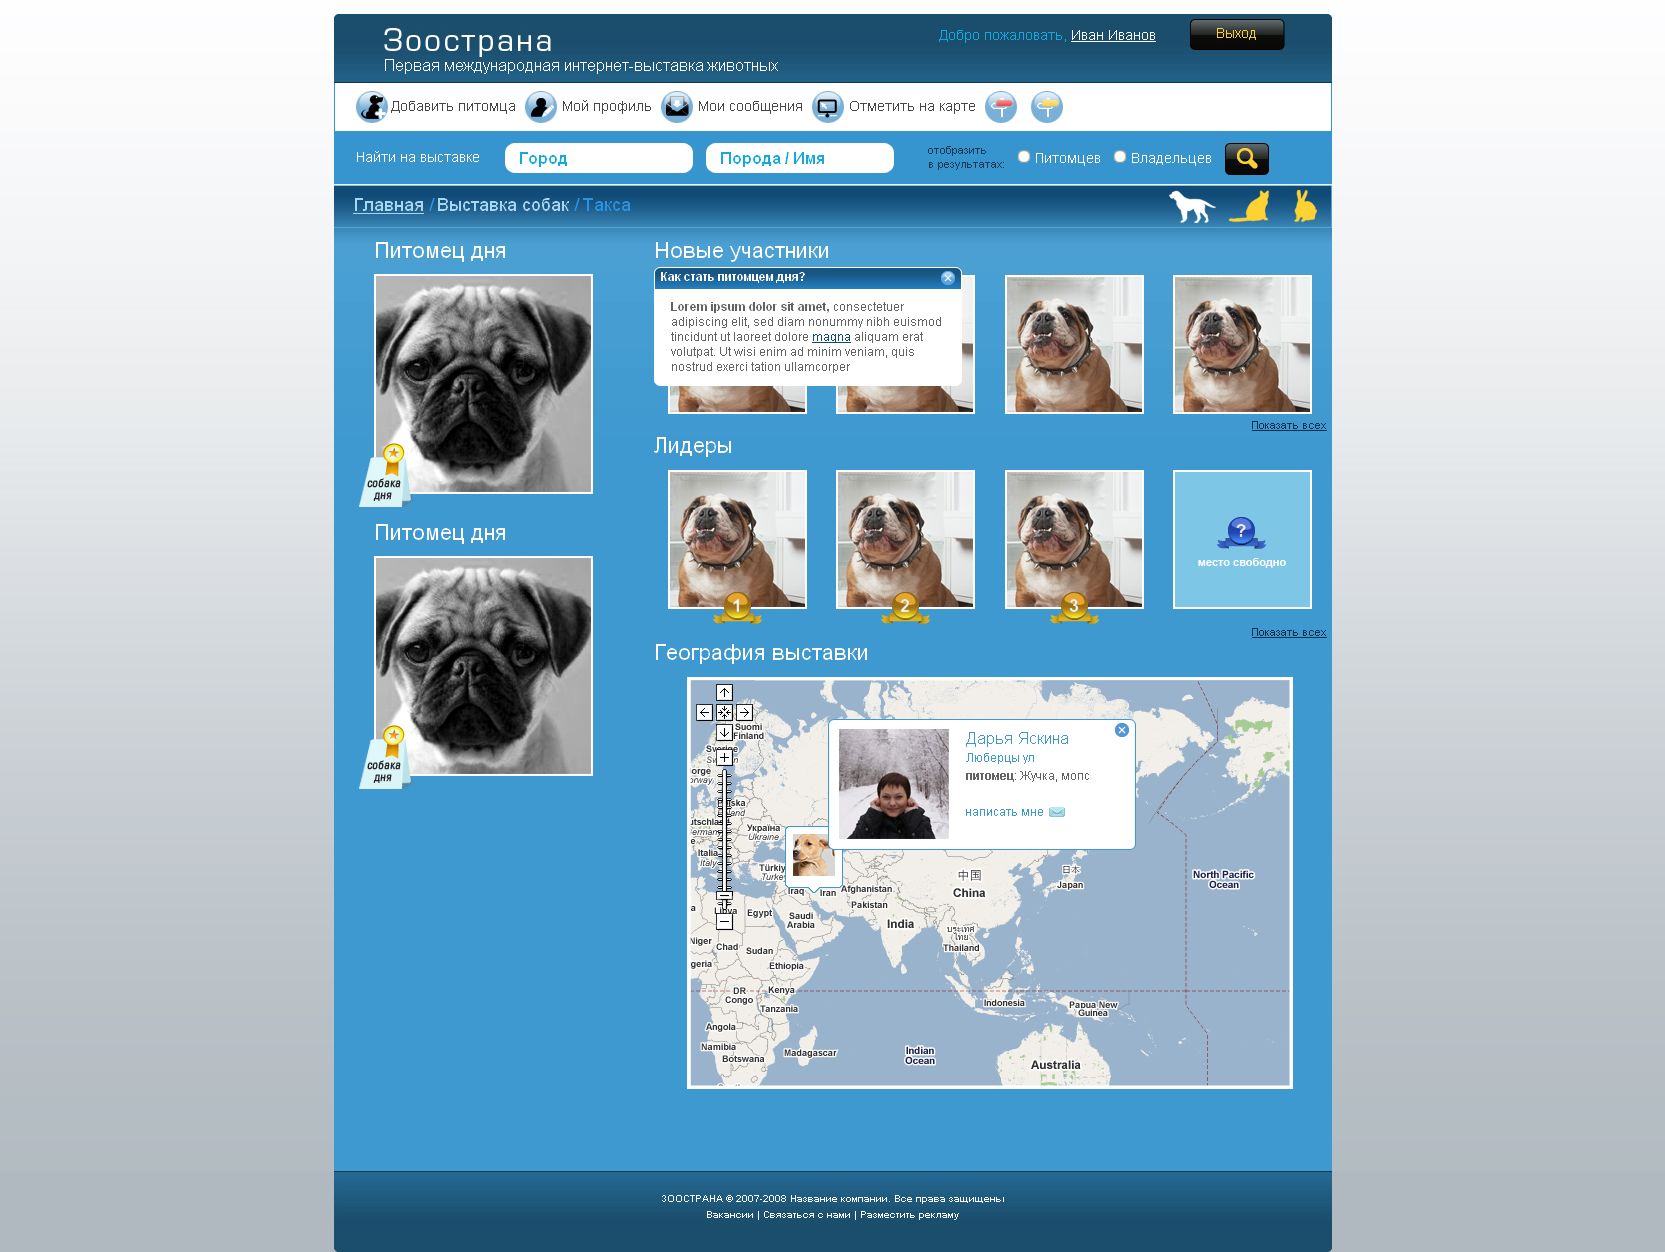 Зоострана
Первая международная интернет-выставка животных
Добро пожаловать, Иван Иванов
Выход
Добавить питомца
Мой профиль
Мои сообщения
Отметить на карте
Найти на выставке
Город
Порода / Имя
отобразить
в результатах:
Питомцев
Владельцев
Главная / Выставка собак / Такса
Питомец дня
собака
дня
Питомец дня
собака
дня
Новые участники
Как стать питомцем дня?
Lorem ipsum dolor sit amet, consectetuer
adipiscing elit, sed diam nonummy nibh euismod
tincidunt ut laoreet dolore magna aliquam erat
volutpat. Ut wisi enim ad minim veniam, quis
nostrud exerci tation ullamcorper
Показать всех
Лидеры
1
2
3
?
место свободно
Показать всех
География выставки
Suomi
Finland
Sverige
orge
orway
Дарья Яскина
Люберцы ул
питомец: Жучка, мопс
написать мне
Україна
Ukraine
Italia
Italy
Türkiy
Turke
Iraq
Iran
Afghanistan
Pakistan
中国
China
日本
Japan
North Pacific
Ocean
Libya
Egypt
Saudi
Arabia
India
ประเทศ
ไทย
Thailand
Niger
Chad
Sudan
geria
Ethiopia
DR
Congo
Kenya
Tanzania
Indonesia
Papua New
Guinea
Angola
Namibia
Botswana
Madagascar
Indian
Ocean
Australia
ЗООСТРАНА © 2007-2008 Название компании. Все права защищены
Вакансии | Связаться с нами | Разместить рекламу